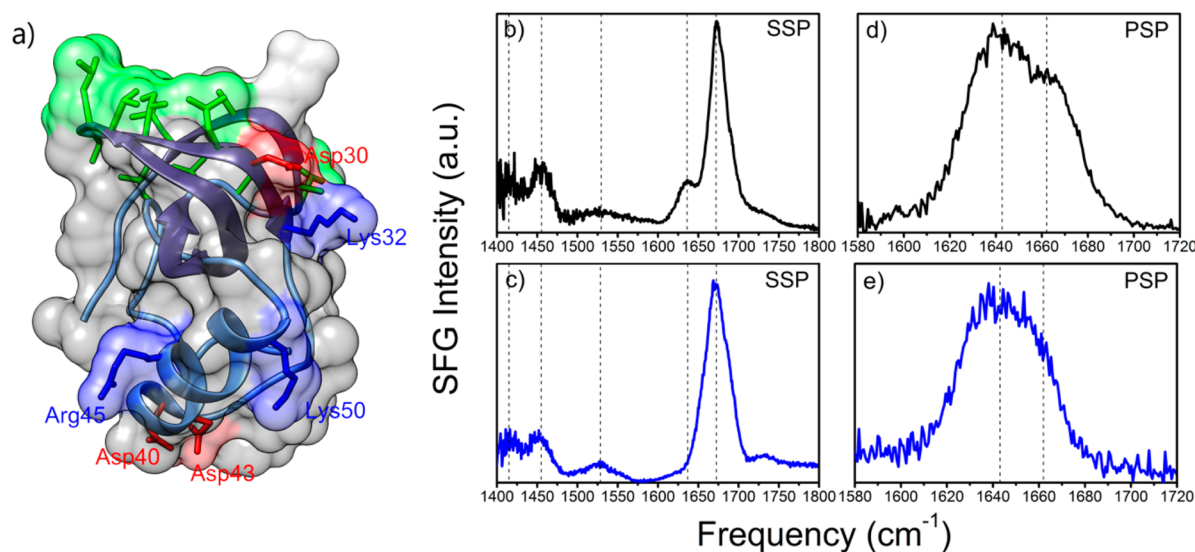 a)
Asp30
Lys32
Arg45
Lys50
Asp40
Asp43
SFG Intensity (a.u.)
b)
SSP
1400 1450 1500 1550 1600 1650 1700 1750 1800
d)
PSP
1580 1600 1620 1640 1660 1680 1700 1720
c)
SSP
1400 1450 1500 1550 1600 1650 1700 1750 1800
e)
PSP
1580 1600 1620 1640 1660 1680 1700 1720
Frequency (cm⁻¹)